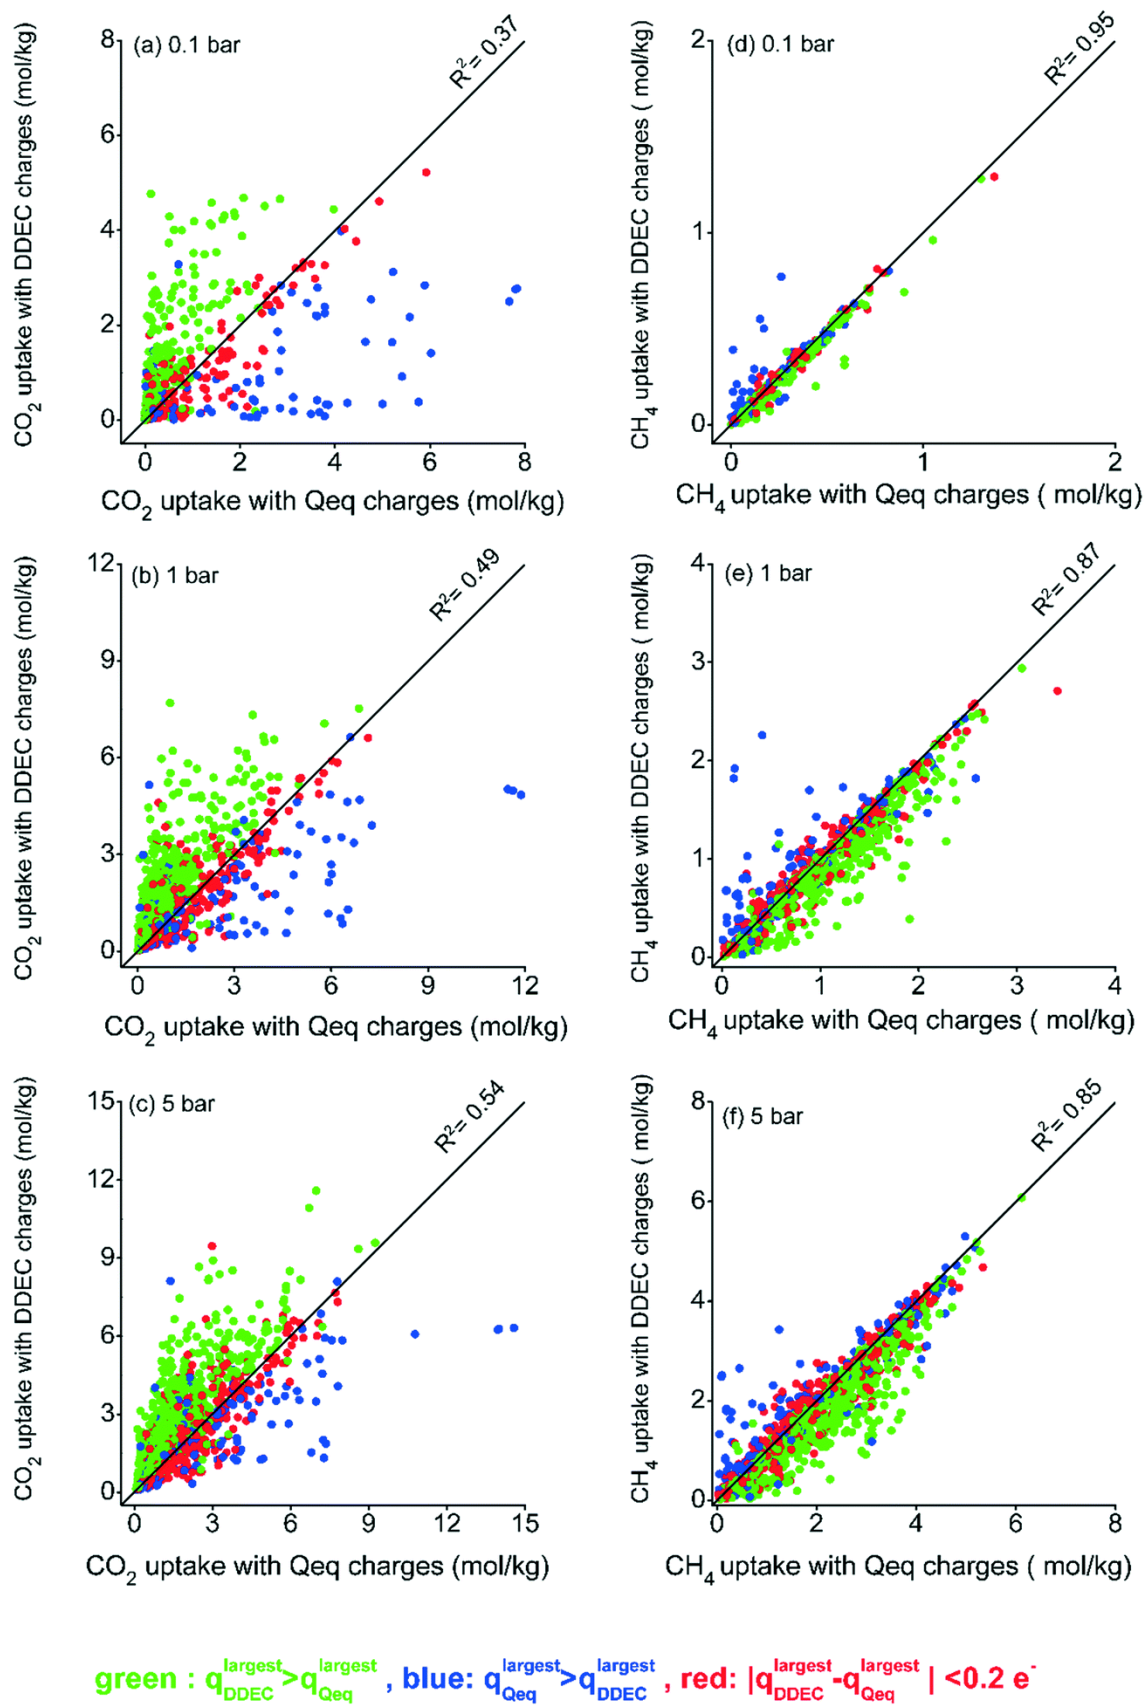 (a) 0.1 bar
R²= 0.37
CO₂ uptake with DDEC charges (mol/kg)
8
6
4
2
0
0 2 4 6 8
CO₂ uptake with Qeq charges (mol/kg)
(d) 0.1 bar
R²= 0.95
CH₄ uptake with DDEC charges ( mol/kg)
2
1
0
0 1 2
CH₄ uptake with Qeq charges ( mol/kg)
(b) 1 bar
R²= 0.49
CO₂ uptake with DDEC charges (mol/kg)
12
9
6
3
0
0 3 6 9 12
CO₂ uptake with Qeq charges (mol/kg)
(e) 1 bar
R²= 0.87
CH₄ uptake with DDEC charges ( mol/kg)
4
3
2
1
0
0 1 2 3 4
CH₄ uptake with Qeq charges ( mol/kg)
(c) 5 bar
R²= 0.54
CO₂ uptake with DDEC charges (mol/kg)
15
12
9
6
3
0
0 3 6 9 12 15
CO₂ uptake with Qeq charges (mol/kg)
(f) 5 bar
R²= 0.85
CH₄ uptake with DDEC charges ( mol/kg)
8
6
4
2
0
0 2 4 6 8
CH₄ uptake with Qeq charges ( mol/kg)
green : q largest DDEC > q largest Qeq , blue: q largest Qeq > q largest DDEC , red: |q largest DDEC - q largest Qeq | <0.2 e⁻